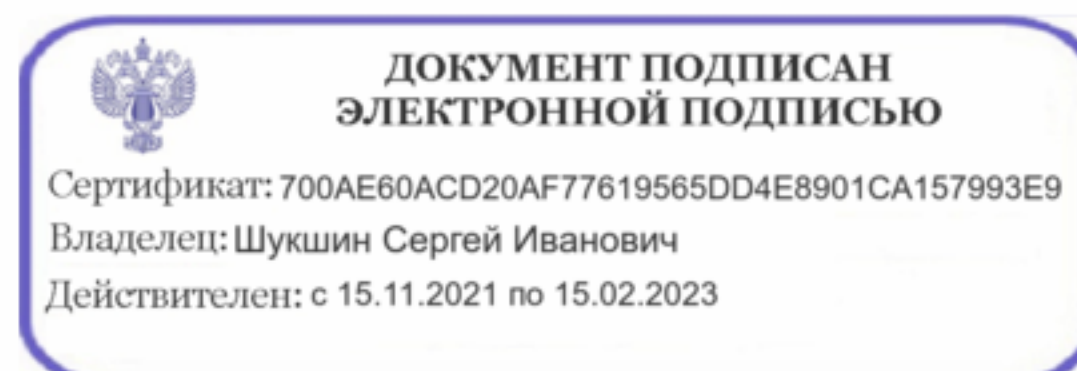 ДОКУМЕНТ ПОДПИСАН
ЭЛЕКТРОННОЙ ПОДПИСЬЮ
Сертификат: 700AE60ACD20AF77619565DD4E8901CA157993E9
Владелец: Шукшин Сергей Иванович
Действителен: с 15.11.2021 по 15.02.2023